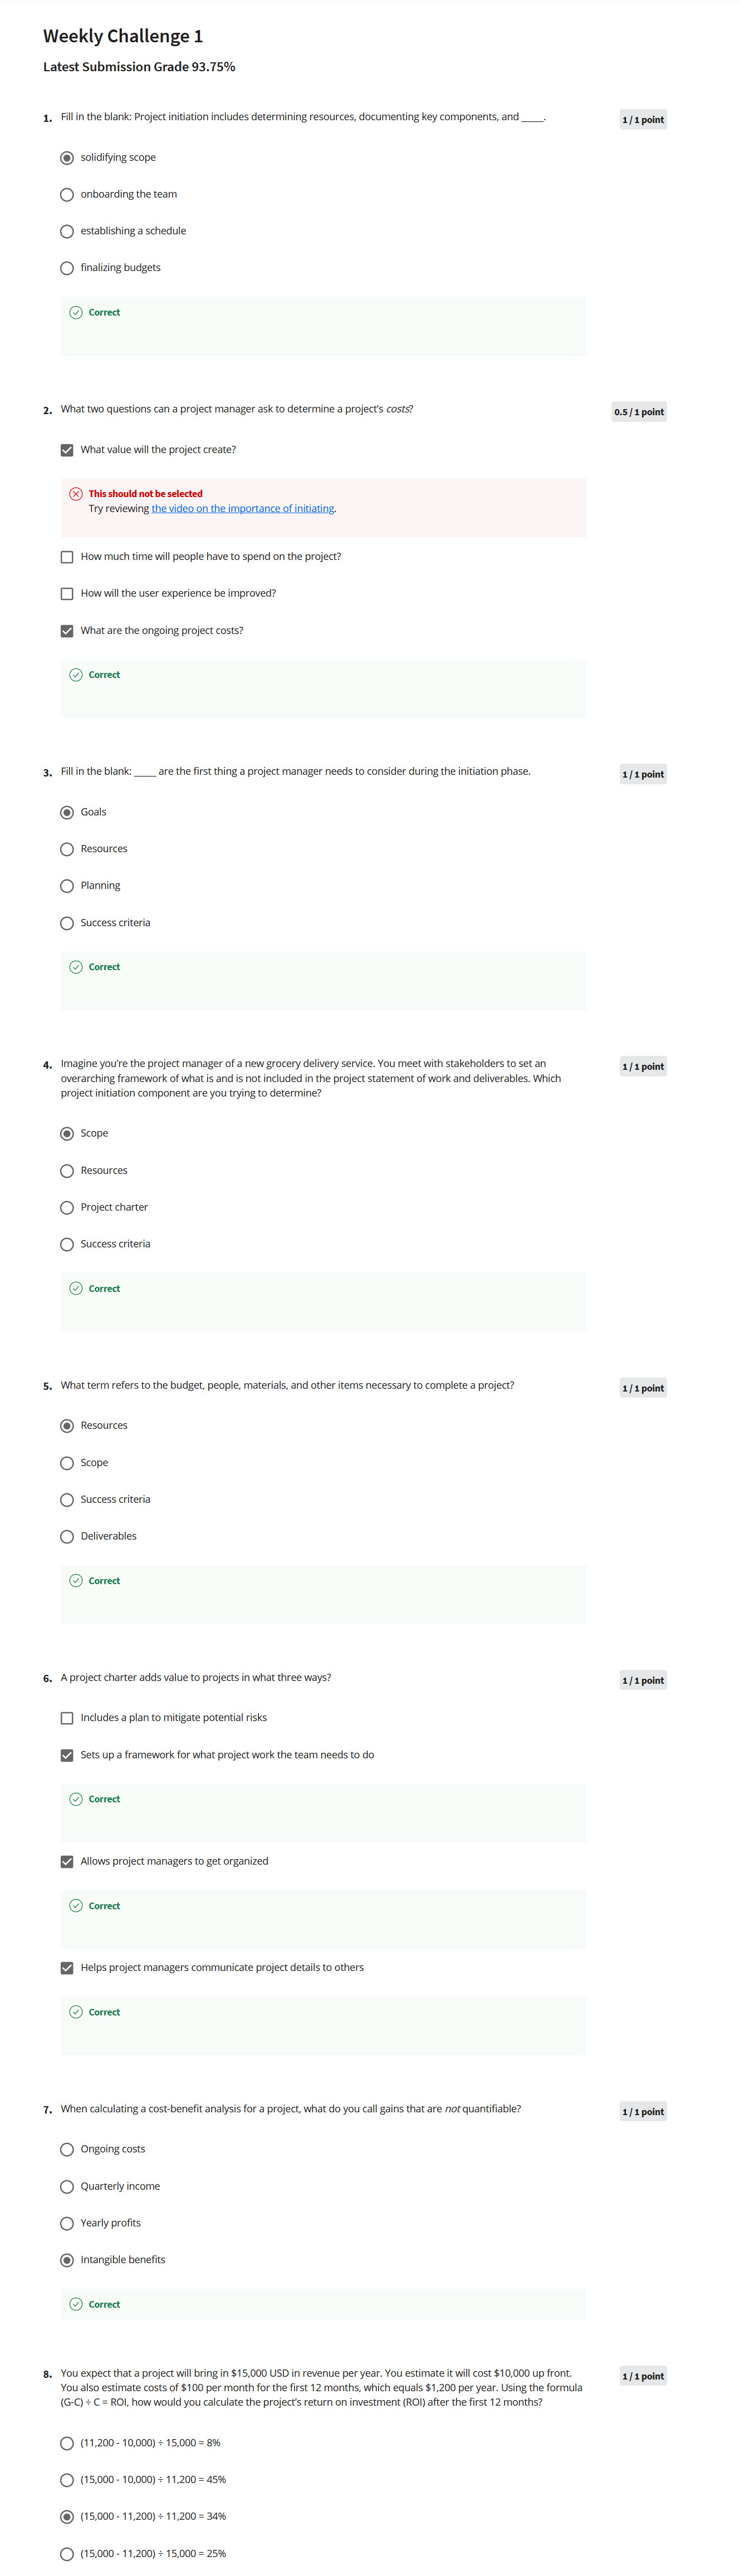 Weekly Challenge 1
Latest Submission Grade 93.75%
1. Fill in the blank: Project initiation includes determining resources, documenting key components, and _____.
1 / 1 point
solidifying scope
onboarding the team
establishing a schedule
finalizing budgets
Correct
2. What two questions can a project manager ask to determine a project's costs?
0.5 / 1 point
What value will the project create?
This should not be selected
Try reviewing the video on the importance of initiating.
How much time will people have to spend on the project?
How will the user experience be improved?
What are the ongoing project costs?
Correct
3. Fill in the blank: _____ are the first thing a project manager needs to consider during the initiation phase.
1 / 1 point
Goals
Resources
Planning
Success criteria
Correct
4. Imagine you're the project manager of a new grocery delivery service. You meet with stakeholders to set an
overarching framework of what is and is not included in the project statement of work and deliverables. Which
project initiation component are you trying to determine?
1 / 1 point
Scope
Resources
Project charter
Success criteria
Correct
5. What term refers to the budget, people, materials, and other items necessary to complete a project?
1 / 1 point
Resources
Scope
Success criteria
Deliverables
Correct
6. A project charter adds value to projects in what three ways?
1 / 1 point
Includes a plan to mitigate potential risks
Sets up a framework for what project work the team needs to do
Correct
Allows project managers to get organized
Correct
Helps project managers communicate project details to others
Correct
7. When calculating a cost-benefit analysis for a project, what do you call gains that are not quantifiable?
1 / 1 point
Ongoing costs
Quarterly income
Yearly profits
Intangible benefits
Correct
8. You expect that a project will bring in $15,000 USD in revenue per year. You estimate it will cost $10,000 up front.
You also estimate costs of $100 per month for the first 12 months, which equals $1,200 per year. Using the formula
(G-C) ÷ C = ROI, how would you calculate the project's return on investment (ROI) after the first 12 months?
1 / 1 point
(11,200 - 10,000) ÷ 15,000 = 8%
(15,000 - 10,000) ÷ 11,200 = 45%
(15,000 - 11,200) ÷ 11,200 = 34%
(15,000 - 11,200) ÷ 15,000 = 25%